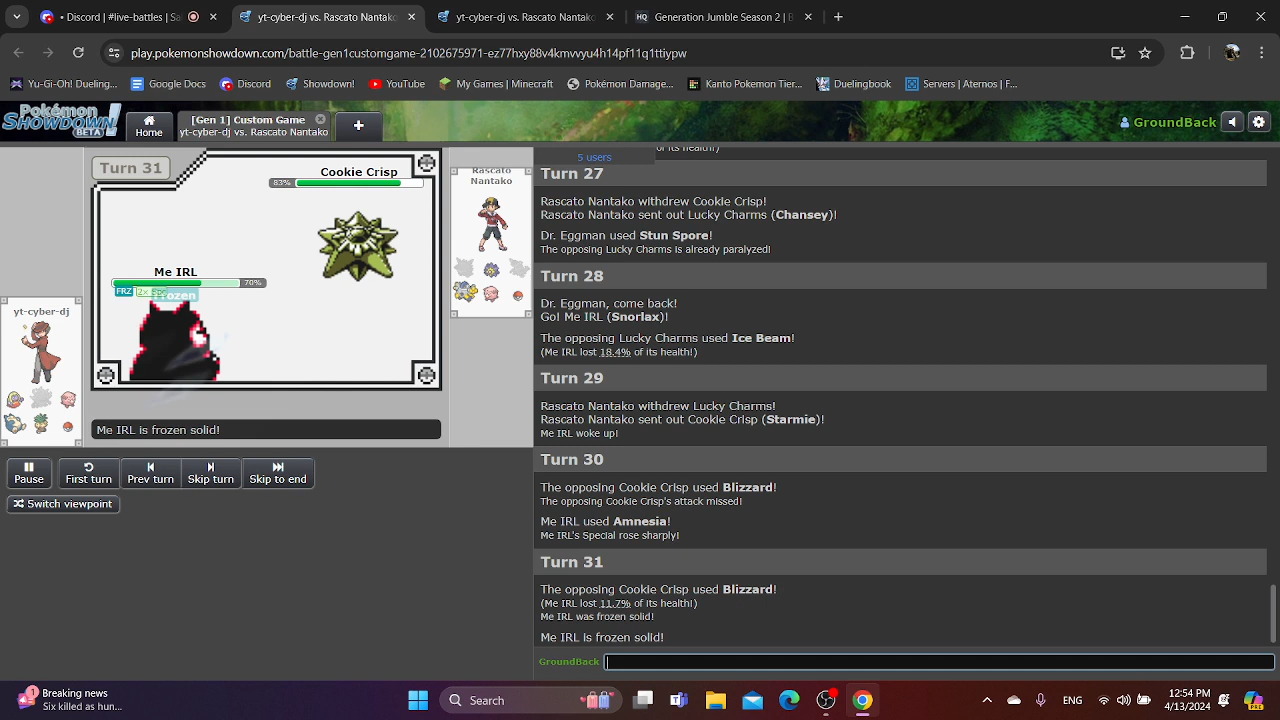 Discord | #live-battles | Sa
yt-cyber-dj vs. Rascato Nantako
yt-cyber-dj vs. Rascato Nantako
HQ Generation Jumble Season 2 | B
play.pokemonshowdown.com/battle-gen1customgame-2102675971-ez77hxy88v4kmvvyu4h14pf11q1ttiypw
Yu-Gi-Oh! Dueling...
Google Docs
Discord
Showdown!
YouTube
My Games | Minecraft
Pokémon Damage...
Kanto Pokémon Tier...
Duelingbook
Servers | Aternos | F...
Pokémon
SHOWDOWN!
BETA
Home
[Gen 1] Custom Game
yt-cyber-dj vs. Rascato Nantako
GroundBack
5 users
of its health!)
Turn 31
Cookie Crisp
83%
Me IRL
70%
FRZ
2x Spc
Frozen
yt-cyber-dj
Rascato
Nantako
Me IRL is frozen solid!
Pause
First turn
Prev turn
Skip turn
Skip to end
Switch viewpoint
Turn 27
Rascato Nantako withdrew Cookie Crisp!
Rascato Nantako sent out Lucky Charms (Chansey)!
Dr. Eggman used Stun Spore!
The opposing Lucky Charms is already paralyzed!
Turn 28
Dr. Eggman, come back!
Go! Me IRL (Snorlax)!
The opposing Lucky Charms used Ice Beam!
(Me IRL lost 18.4% of its health!)
Turn 29
Rascato Nantako withdrew Lucky Charms!
Rascato Nantako sent out Cookie Crisp (Starmie)!
Me IRL woke up!
Turn 30
The opposing Cookie Crisp used Blizzard!
The opposing Cookie Crisp's attack missed!
Me IRL used Amnesia!
Me IRL's Special rose sharply!
Turn 31
The opposing Cookie Crisp used Blizzard!
(Me IRL lost 11.7% of its health!)
Me IRL was frozen solid!
Me IRL is frozen solid!
GroundBack
1
Breaking news
Six killed as hun...
Search
ENG
12:54 PM
4/13/2024
PRE